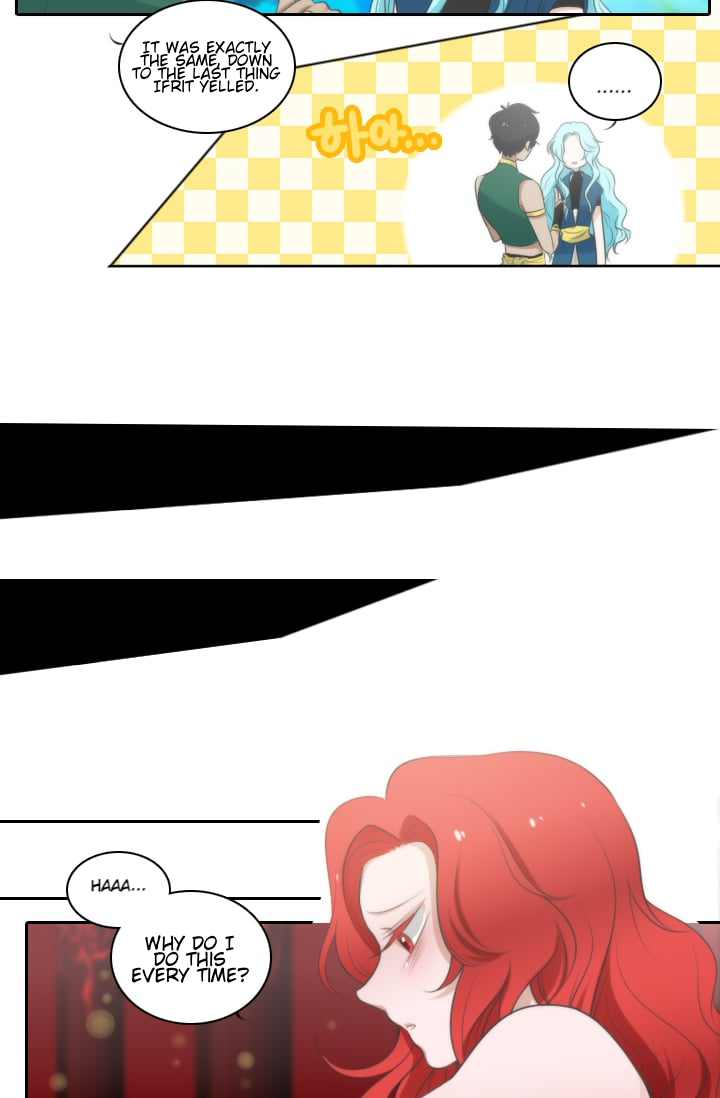 IT WAS EXACTLY
THE SAME, DOWN
TO THE LAST THING
IFRIT YELLED.
......
하아...
HAAA...
WHY DO I
DO THIS
EVERY TIME?